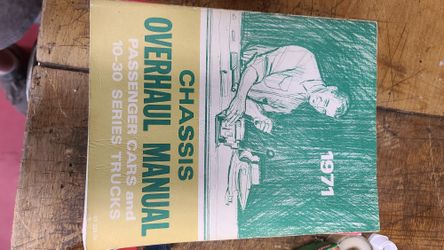 1971
CHASSIS
OVERHAUL MANUAL
PASSENGER CARS and
10-30 SERIES TRUCKS